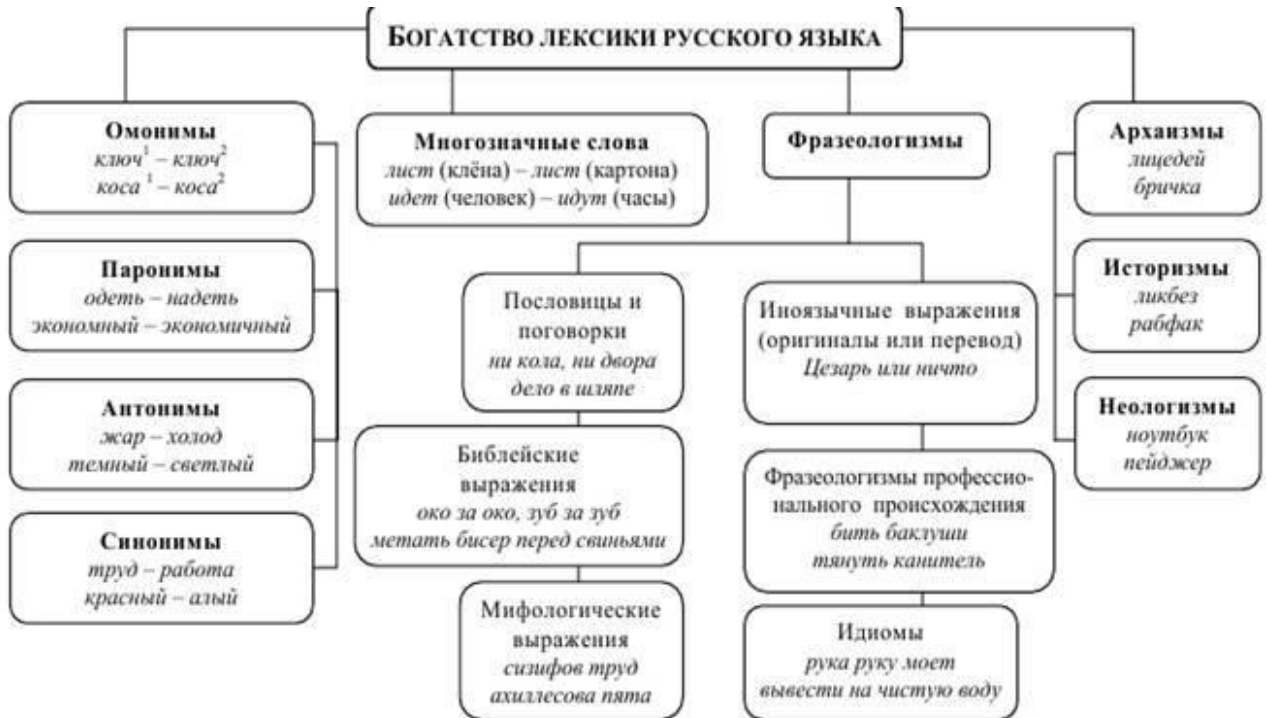 БОГАТСТВО ЛЕКСИКИ РУССКОГО ЯЗЫКА
Омонимы
ключ¹ – ключ²
коса ¹ – коса²
Паронимы
одеть – надеть
экономный – экономичный
Антонимы
жар – холод
темный – светлый
Синонимы
труд – работа
красный – алый
Многозначные слова
лист (клёна) – лист (картона)
идет (человек) – идут (часы)
Фразеологизмы
Пословицы и
поговорки
ни кола, ни двора
дело в шляпе
Библейские
выражения
око за око, зуб за зуб
метать бисер перед свиньями
Мифологические
выражения
сизифов труд
ахиллесова пята
Иноязычные выражения
(оригиналы или перевод)
Цезарь или ничто
Фразеологизмы профессио-
нального происхождения
бить баклуши
тянуть канитель
Идиомы
рука руку моет
вывести на чистую воду
Архаизмы
лицедей
бричка
Историзмы
ликбез
рабфак
Неологизмы
ноутбук
пейджер